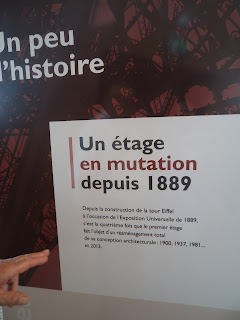 Un peu
d'histoire
Un étage
en mutation
depuis 1889
Depuis la construction de la tour Eiffel
à l'occasion de l'Exposition Universelle de 1889,
c'est la quatrième fois que le premier étage
fait l'objet d'un réaménagement total
de sa conception architecturale : 1900, 1937, 1981...
et 2013.